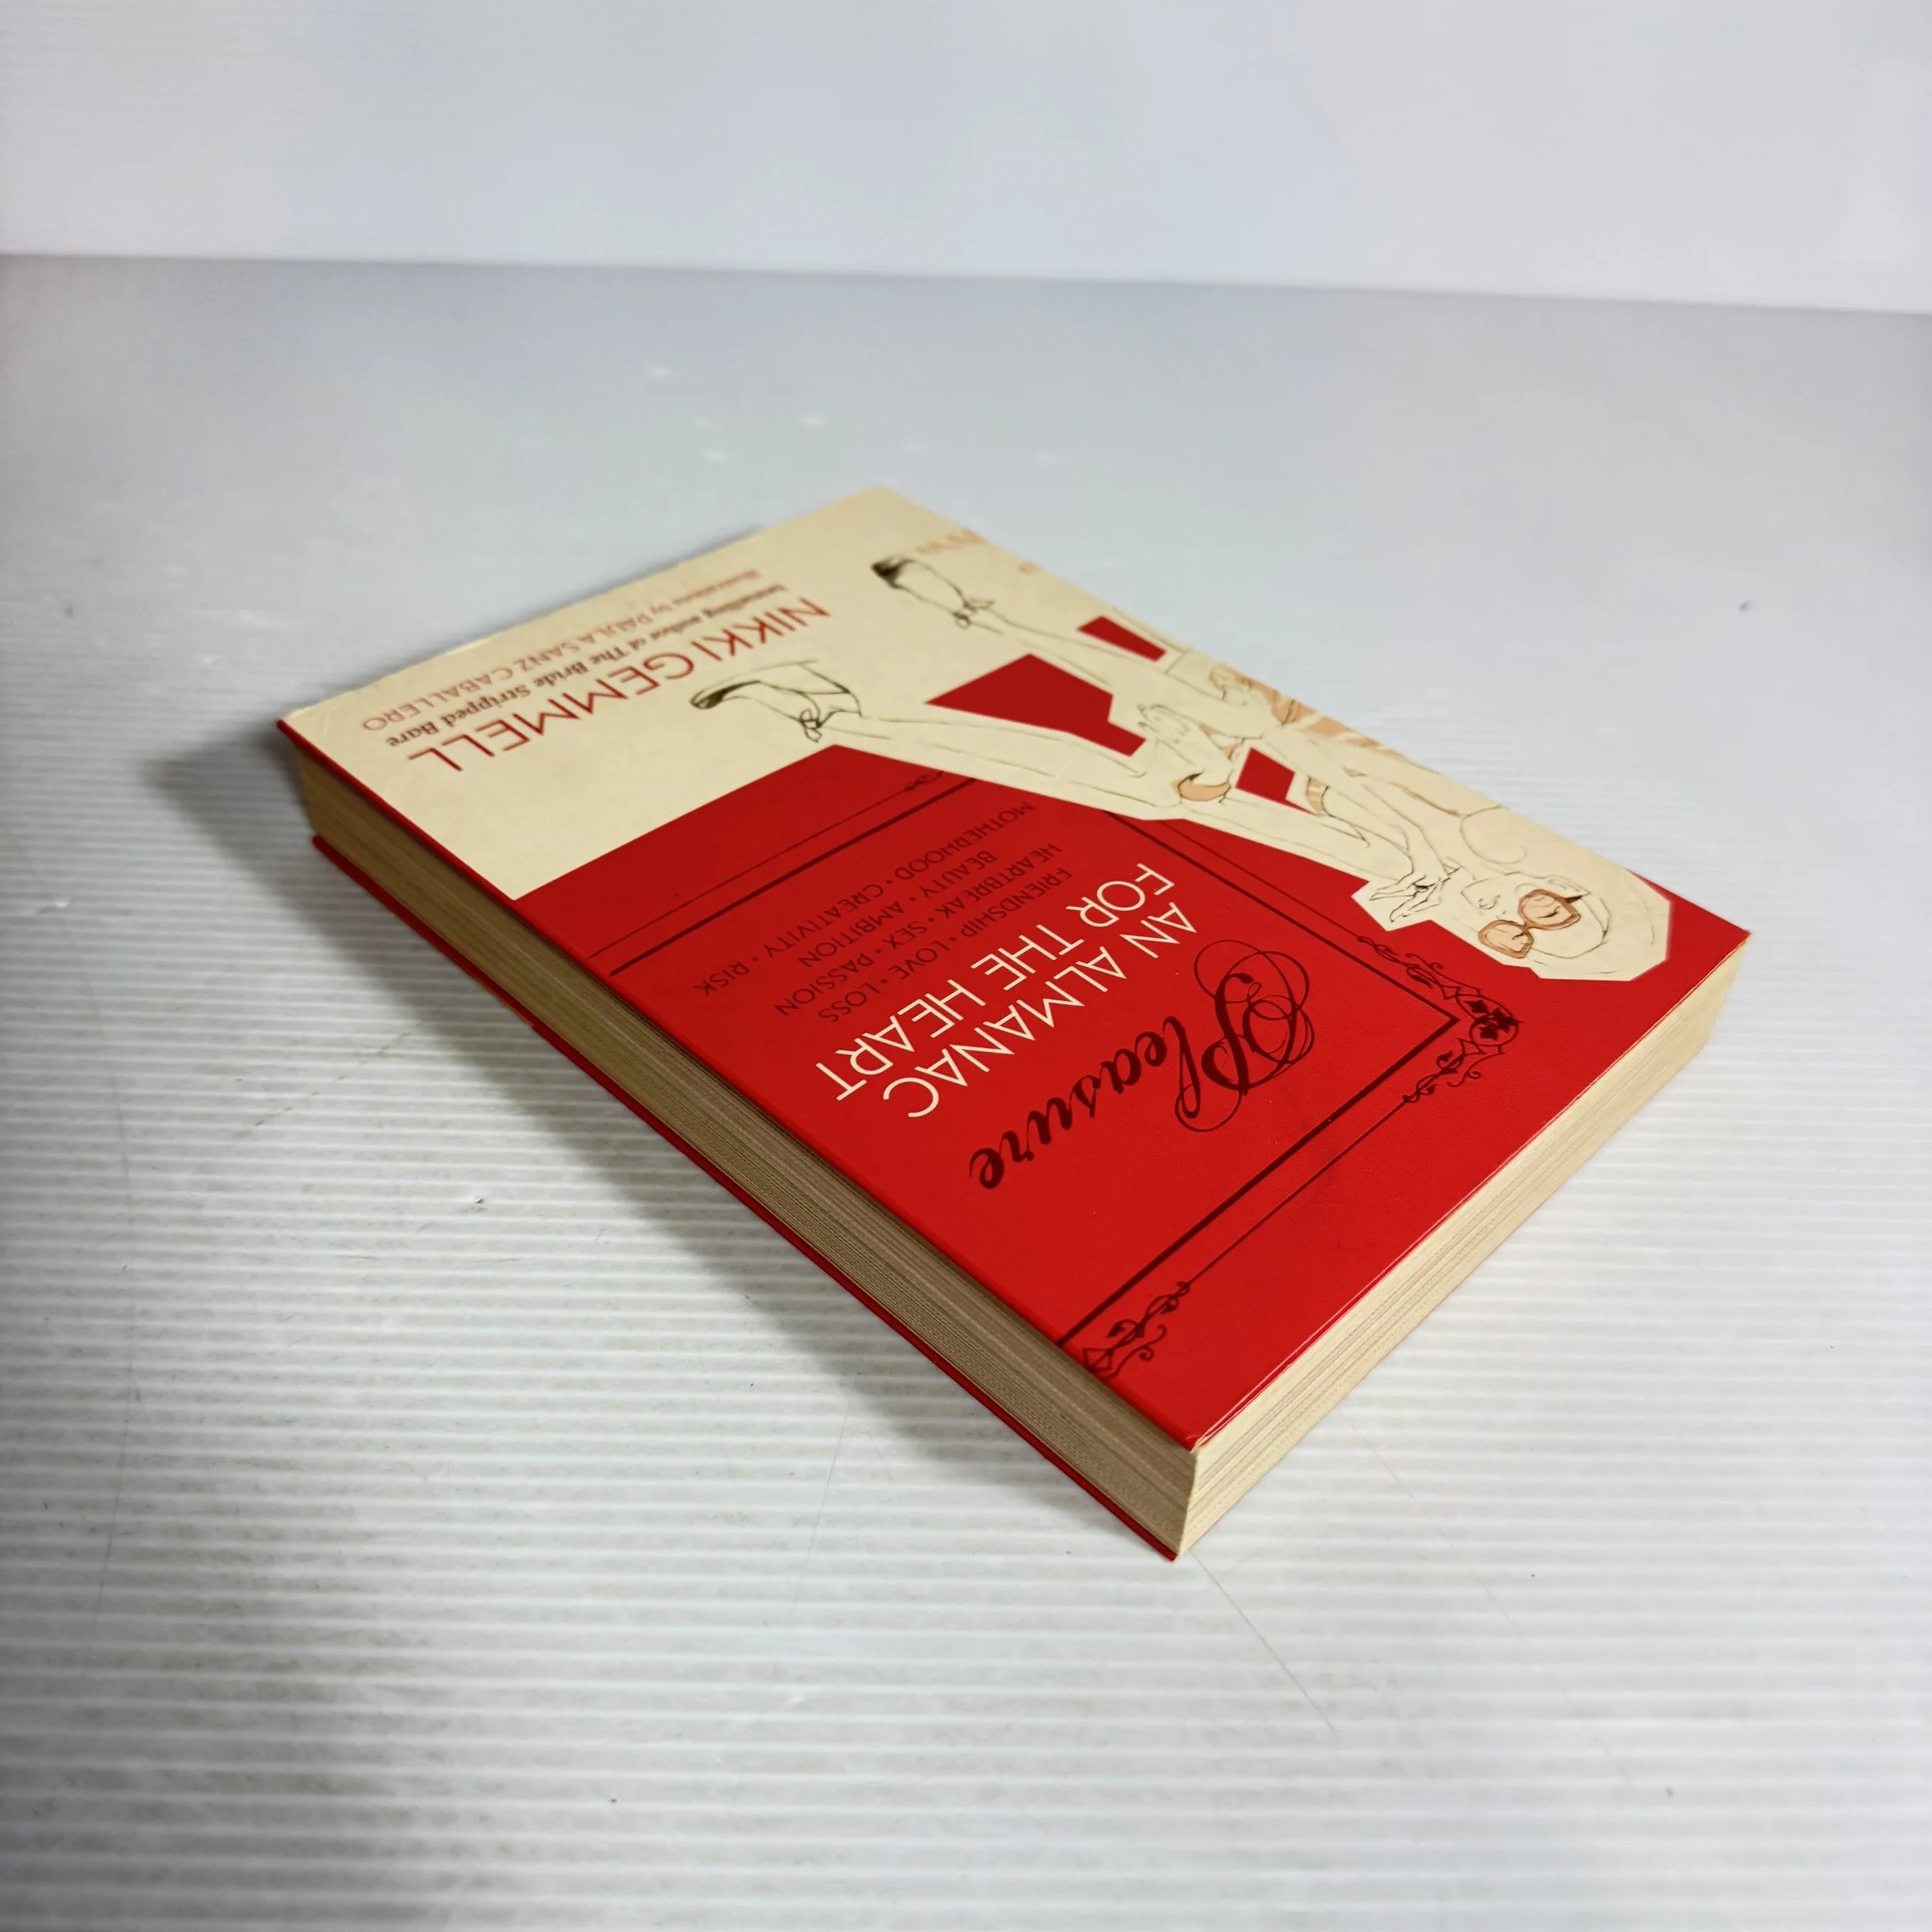 Pleasure
AN ALMANAC
FOR THE HEART
FRIENDSHIP • LOVE • LOSS
HEARTBREAK • SEX • PASSION
BEAUTY • AMBITION
MOTHERHOOD • CREATIVITY • RISK
NIKKI GEMMELL
bestselling author of The Bride Stripped Bare
illustrations by PAULA SANZ CABALLERO